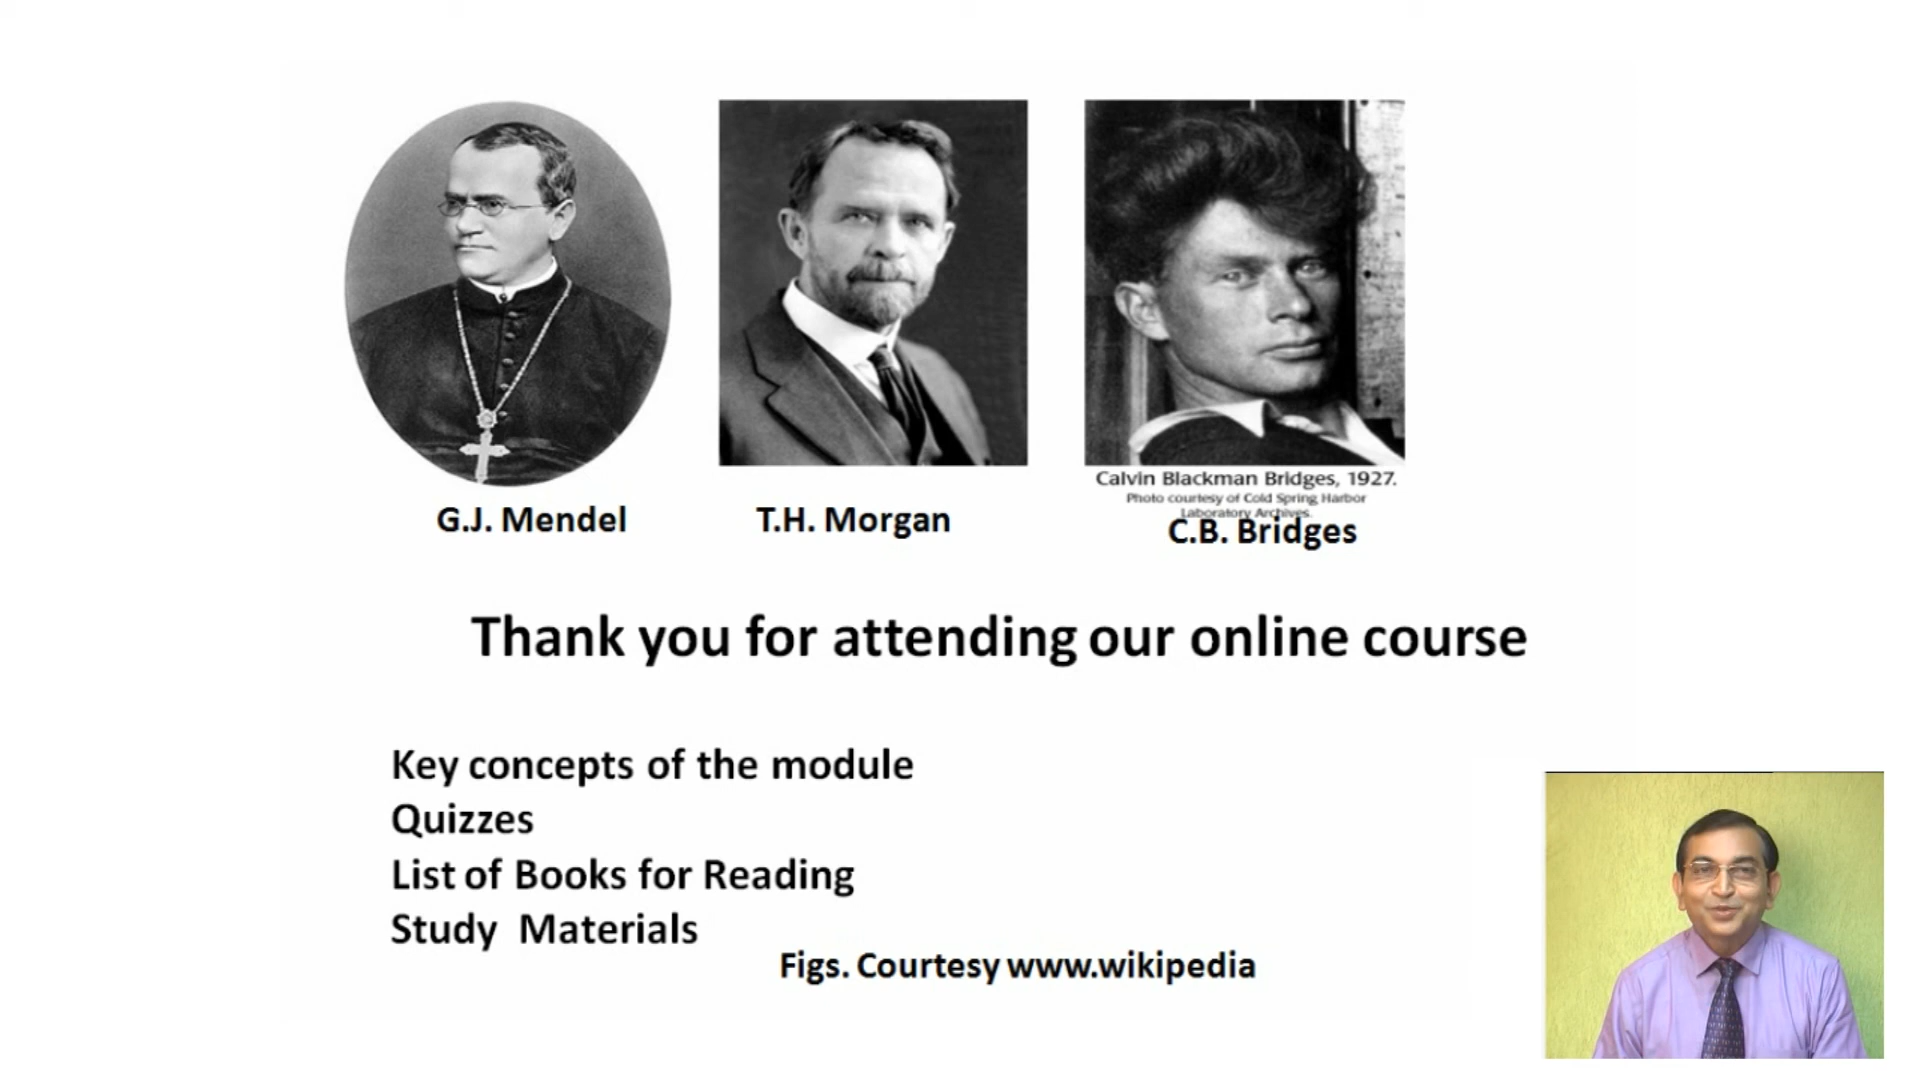 Calvin Blackman Bridges, 1927.
Photo courtesy of Cold Spring Harbor
Laboratory Archives.
G.J. Mendel
T.H. Morgan
C.B. Bridges
Thank you for attending our online course
Key concepts of the module
Quizzes
List of Books for Reading
Study Materials
Figs. Courtesy www.wikipedia